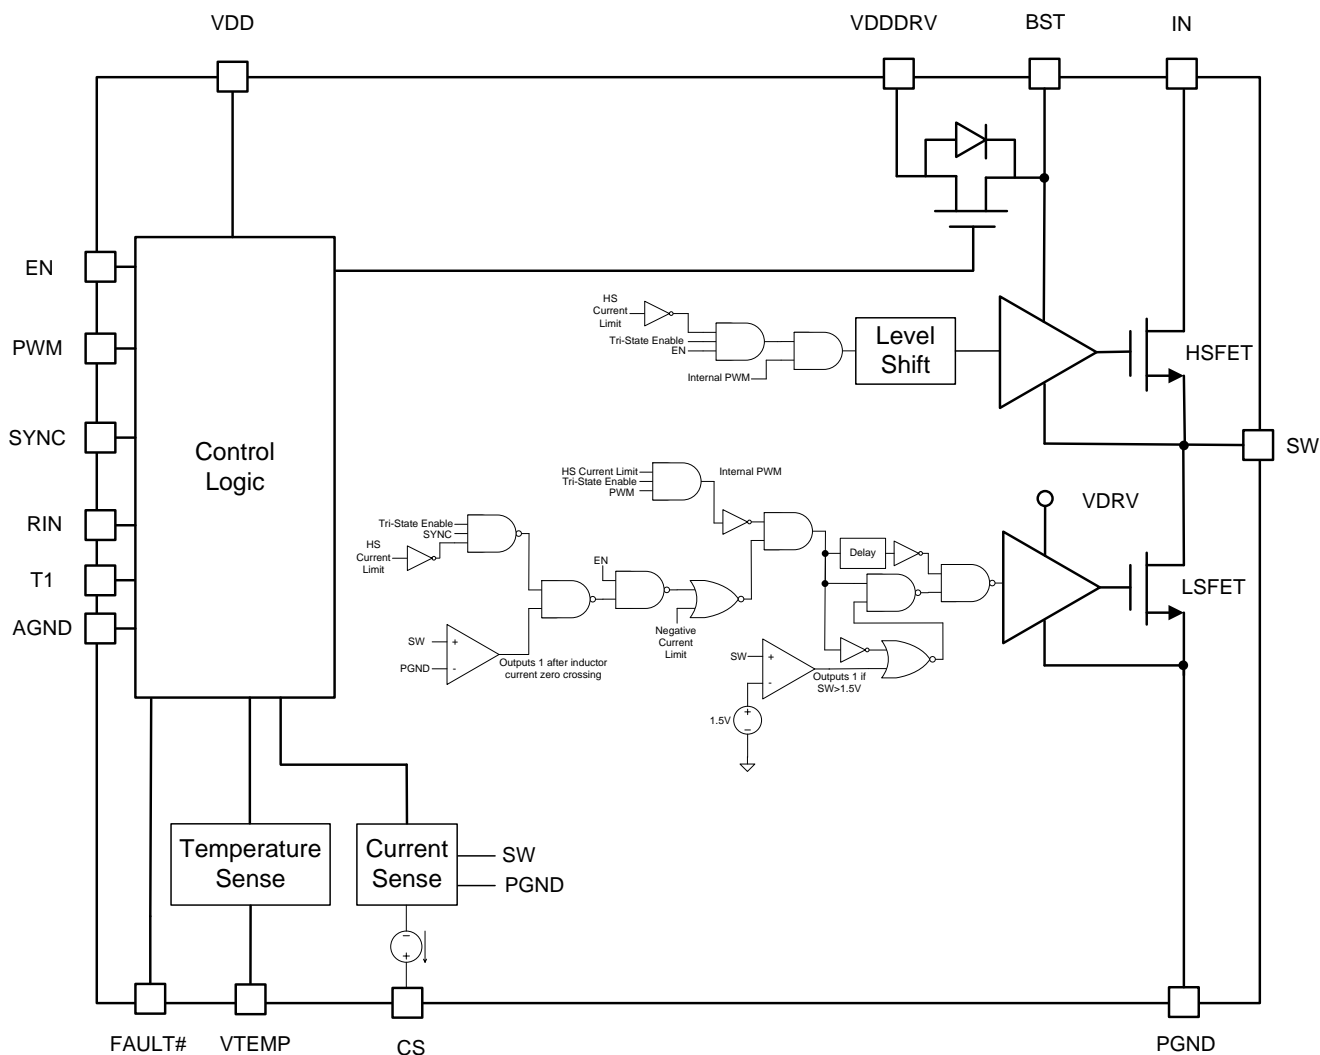 VDD
VDDDRV
BST
IN
EN
PWM
SYNC
RIN
T1
AGND
Control
Logic
HS
Current
Limit
Tri-State Enable
EN
Internal PWM
Level
Shift
HSFET
SW
HS Current Limit
Tri-State Enable
PWM
Internal PWM
VDRV
Tri-State Enable
SYNC
HS
Current
Limit
EN
Delay
LSFET
Negative
Current
Limit
SW
+
PGND
-
Outputs 1 after inductor
current zero crossing
SW
+
-
Outputs 1 if
SW>1.5V
1.5V
+
−
Temperature
Sense
Current
Sense
SW
PGND
−
+
FAULT#
VTEMP
CS
PGND